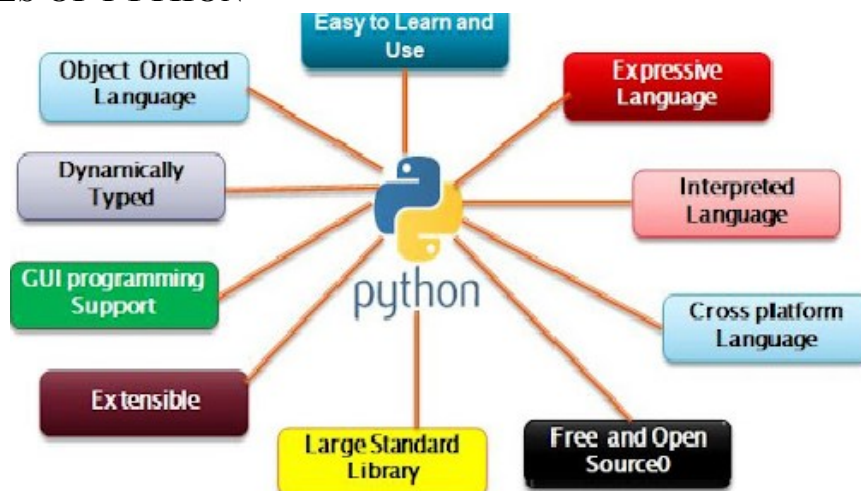 Easy to Learn and
Use
Object Oriented
Language
Expressive
Language
Dynamically
Typed
Interpreted
Language
GUI programming
Support
python
Cross platform
Language
Extensible
Large Standard
Library
Free and Open
Source0